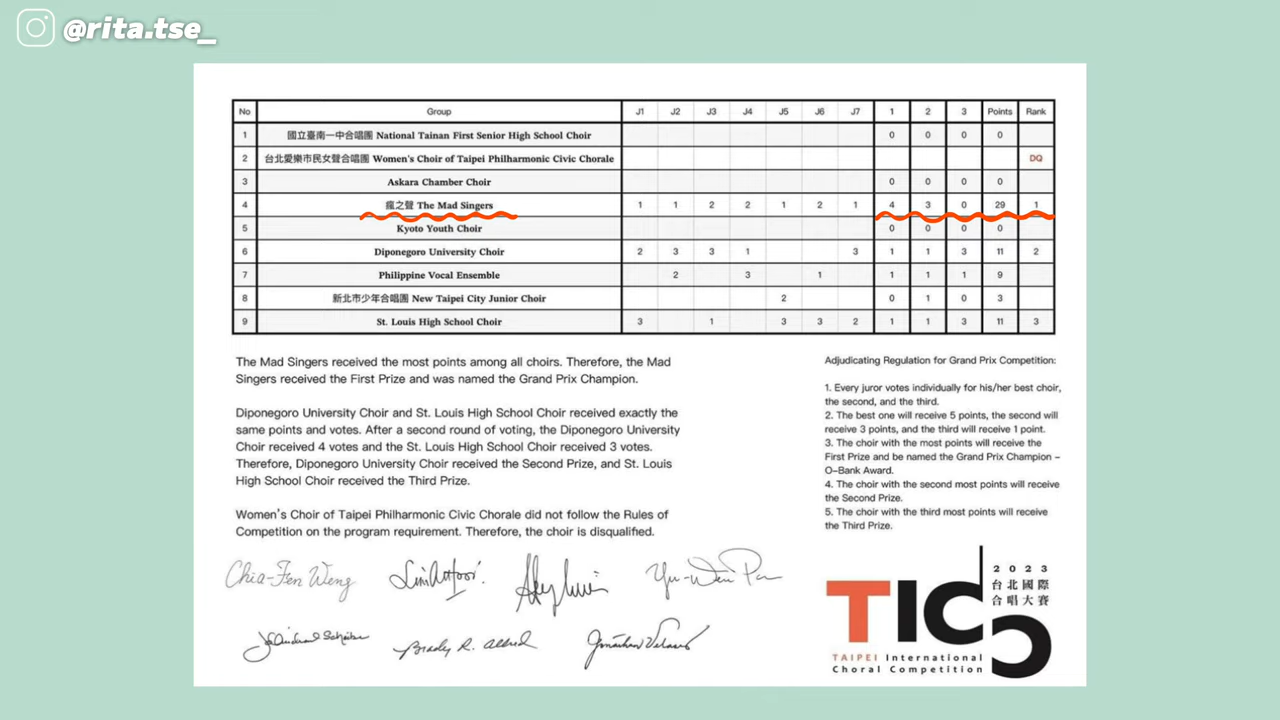 @rita.tse_
No Group J1 J2 J3 J4 J5 J6 J7 1 2 3 Points Rank
1 國立臺南一中合唱團 National Tainan First Senior High School Choir 0 0 0 0
2 台北愛樂市民女聲合唱團 Women's Choir of Taipei Philharmonic Civic Chorale DQ
3 Askara Chamber Choir 0 0 0 0
4 瘋之聲 The Mad Singers 1 1 2 2 1 2 1 4 3 0 29 1
5 Kyoto Youth Choir 0 0 0 0
6 Diponegoro University Choir 2 3 3 1 3 1 1 3 11 2
7 Philippine Vocal Ensemble 2 3 1 1 1 1 9
8 新北市少年合唱團 New Taipei City Junior Choir 2 0 1 0 3
9 St. Louis High School Choir 3 1 3 3 2 1 1 3 11 3
The Mad Singers received the most points among all choirs. Therefore, the Mad
Singers received the First Prize and was named the Grand Prix Champion.
Diponegoro University Choir and St. Louis High School Choir received exactly the
same points and votes. After a second round of voting, the Diponegoro University
Choir received 4 votes and the St. Louis High School Choir received 3 votes.
Therefore, Diponegoro University Choir received the Second Prize, and St. Louis
High School Choir received the Third Prize.
Women's Choir of Taipei Philharmonic Civic Chorale did not follow the Rules of
Competition on the program requirement. Therefore, the choir is disqualified.
Adjudicating Regulation for Grand Prix Competition:
1. Every juror votes individually for his/her best choir,
the second, and the third.
2. The best one will receive 5 points, the second will
receive 3 points, and the third will receive 1 point.
3. The choir with the most points will receive the
First Prize and be named the Grand Prix Champion –
O-Bank Award.
4. The choir with the second most points will receive
the Second Prize.
5. The choir with the third most points will receive
the Third Prize.
Chia-Fen Weng
Yu-Wen Pan
Bradly R. Allred
Jonathan Velasco
2023
台北國際
合唱大賽
TICC
TAIPEI International
Choral Competition